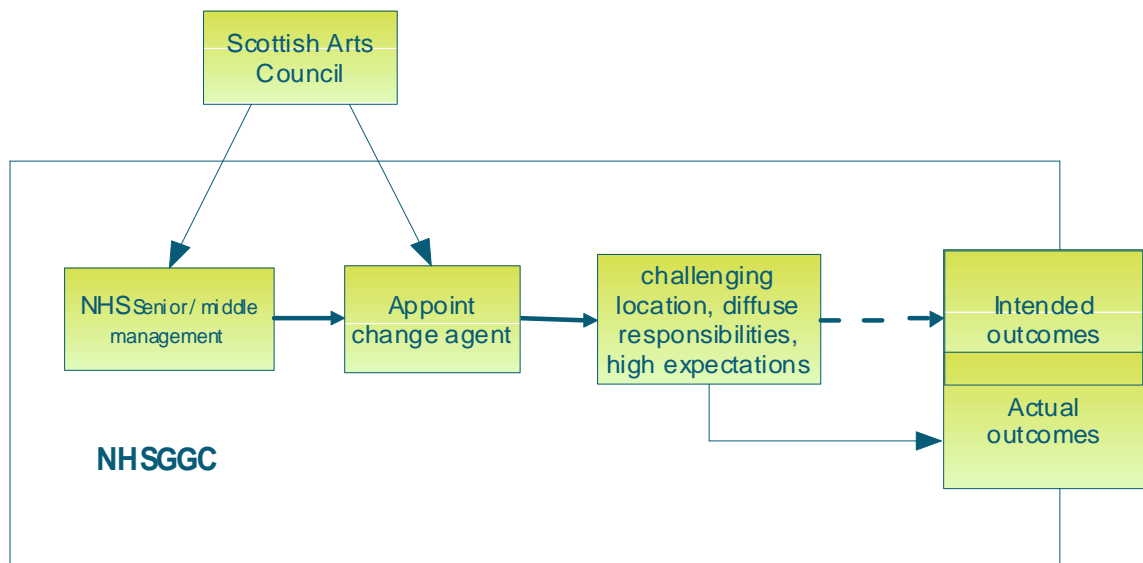 Scottish Arts
Council
NHS Senior / middle
management
Appoint
change agent
challenging
location, diffuse
responsibilities,
high expectations
Intended
outcomes
Actual
outcomes
NHSGGC